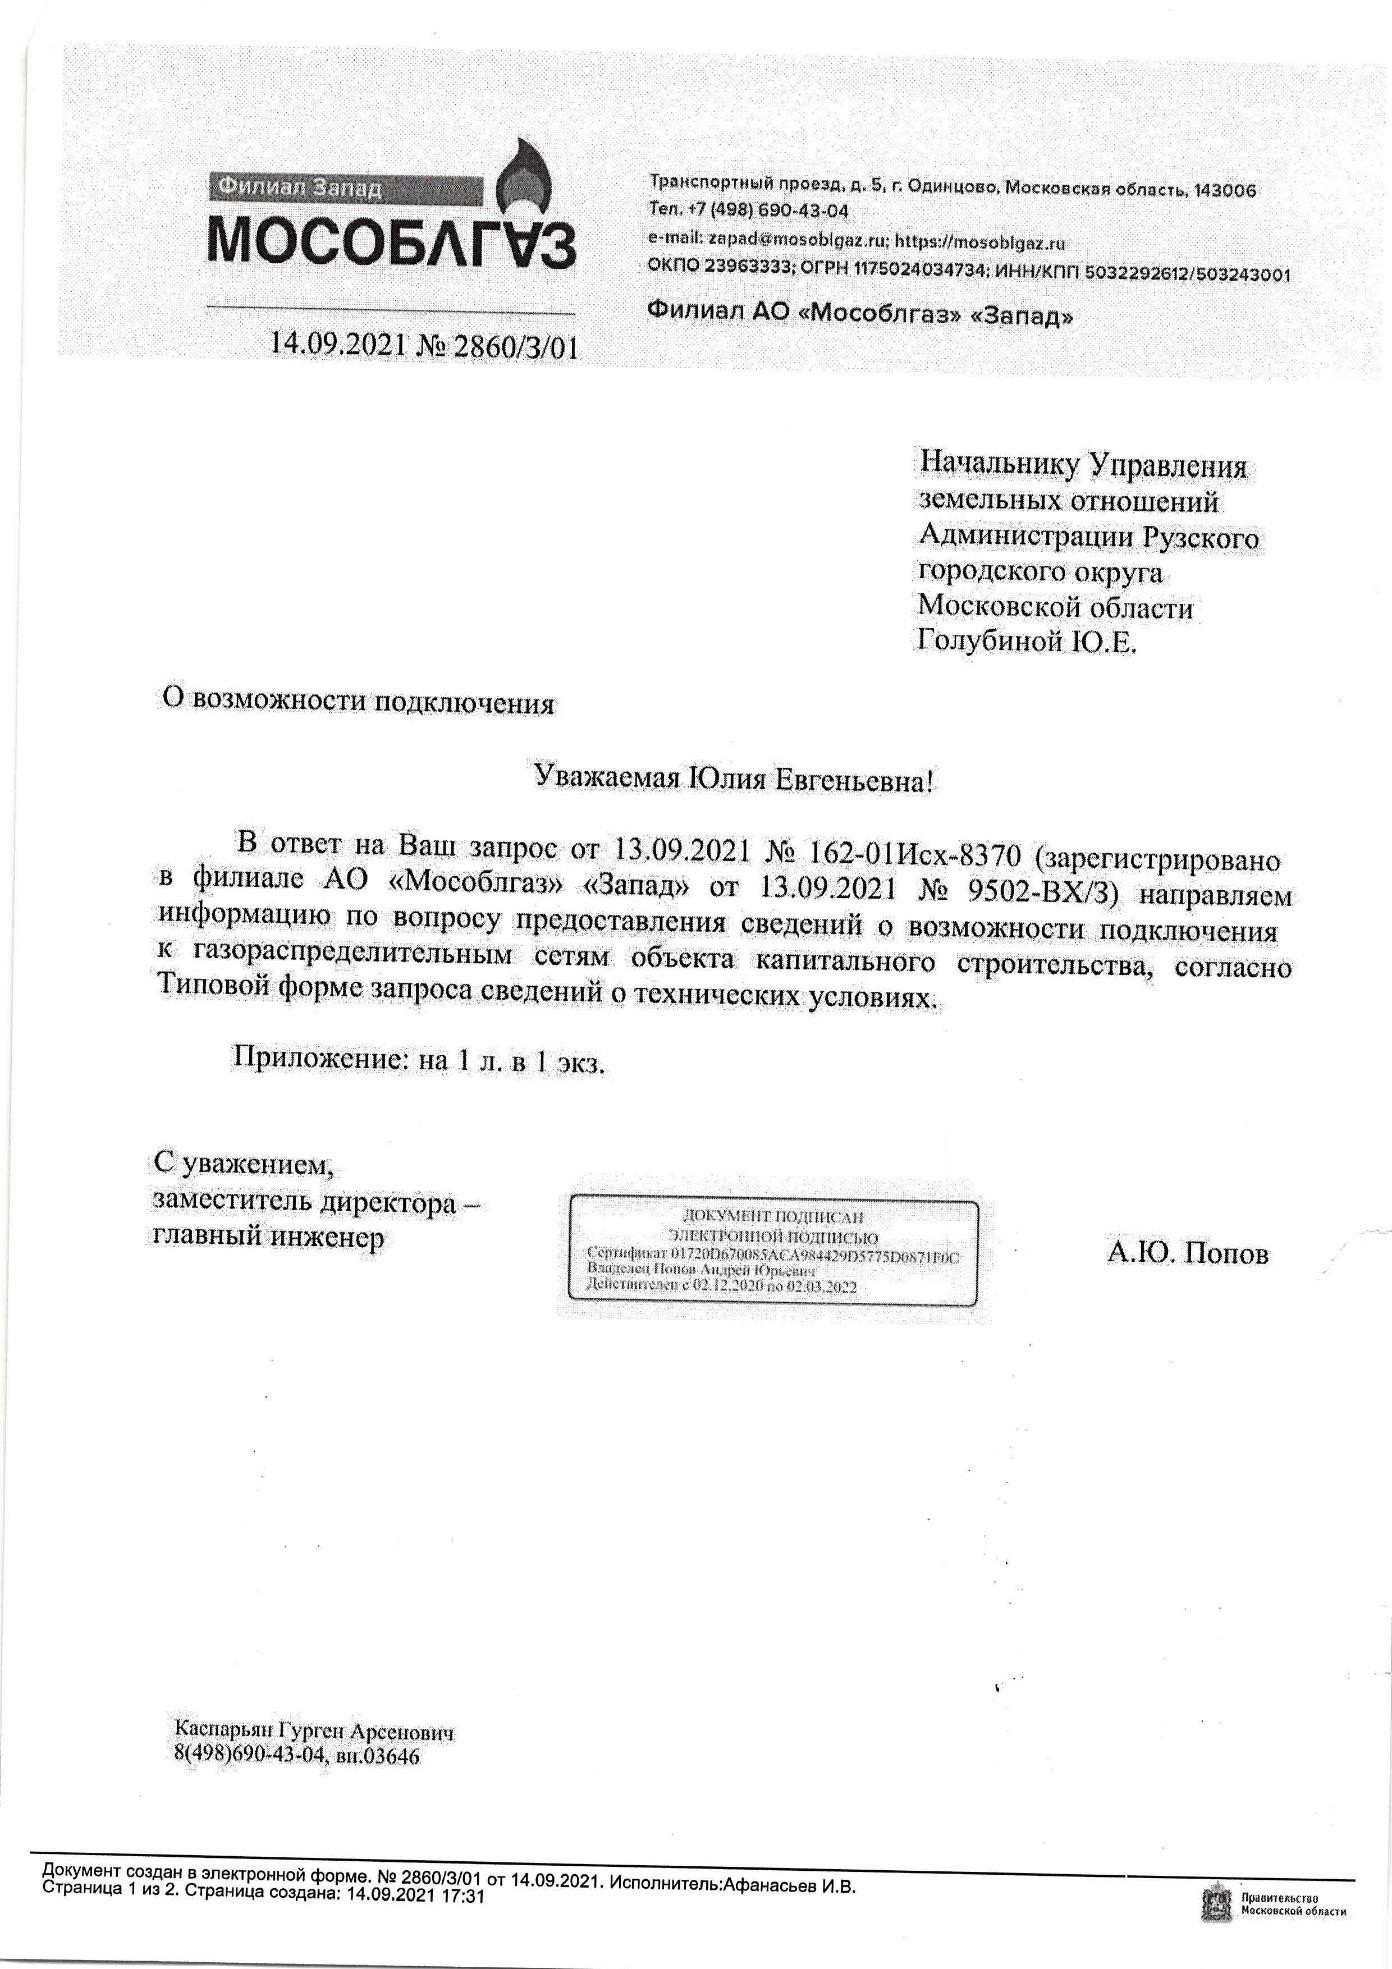 Филиал Запад
МОСОБЛГАЗ
Транспортный проезд, д. 5, г. Одинцово, Московская область, 143006
Тел. +7 (498) 690-43-04
e-mail: zapad@mosoblgaz.ru; https://mosoblgaz.ru
ОКПО 23963333; ОГРН 1175024034734; ИНН/КПП 5032292612/503243001
Филиал АО «Мособлгаз» «Запад»
14.09.2021 № 2860/З/01
Начальнику Управления
земельных отношений
Администрации Рузского
городского округа
Московской области
Голубиной Ю.Е.
О возможности подключения
Уважаемая Юлия Евгеньевна!
В ответ на Ваш запрос от 13.09.2021 № 162-01Исх-8370 (зарегистрировано
в филиале АО «Мособлгаз» «Запад» от 13.09.2021 № 9502-ВХ/З) направляем
информацию по вопросу предоставления сведений о возможности подключения
к газораспределительным сетям объекта капитального строительства, согласно
Типовой форме запроса сведений о технических условиях.
Приложение: на 1 л. в 1 экз.
С уважением,
заместитель директора –
главный инженер
ДОКУМЕНТ ПОДПИСАН
ЭЛЕКТРОННОЙ ПОДПИСЬЮ
Сертификат 01720D670085ACA984429D5775D0871F0C
Владелец Попов Андрей Юрьевич
Действителен с 02.12.2020 по 02.03.2022
А.Ю. Попов
Каспарьян Гурген Арсенович
8(498)690-43-04, вн.03646
Документ создан в электронной форме. № 2860/З/01 от 14.09.2021. Исполнитель:Афанасьев И.В.
Страница 1 из 2. Страница создана: 14.09.2021 17:31
Правительство
Московской области